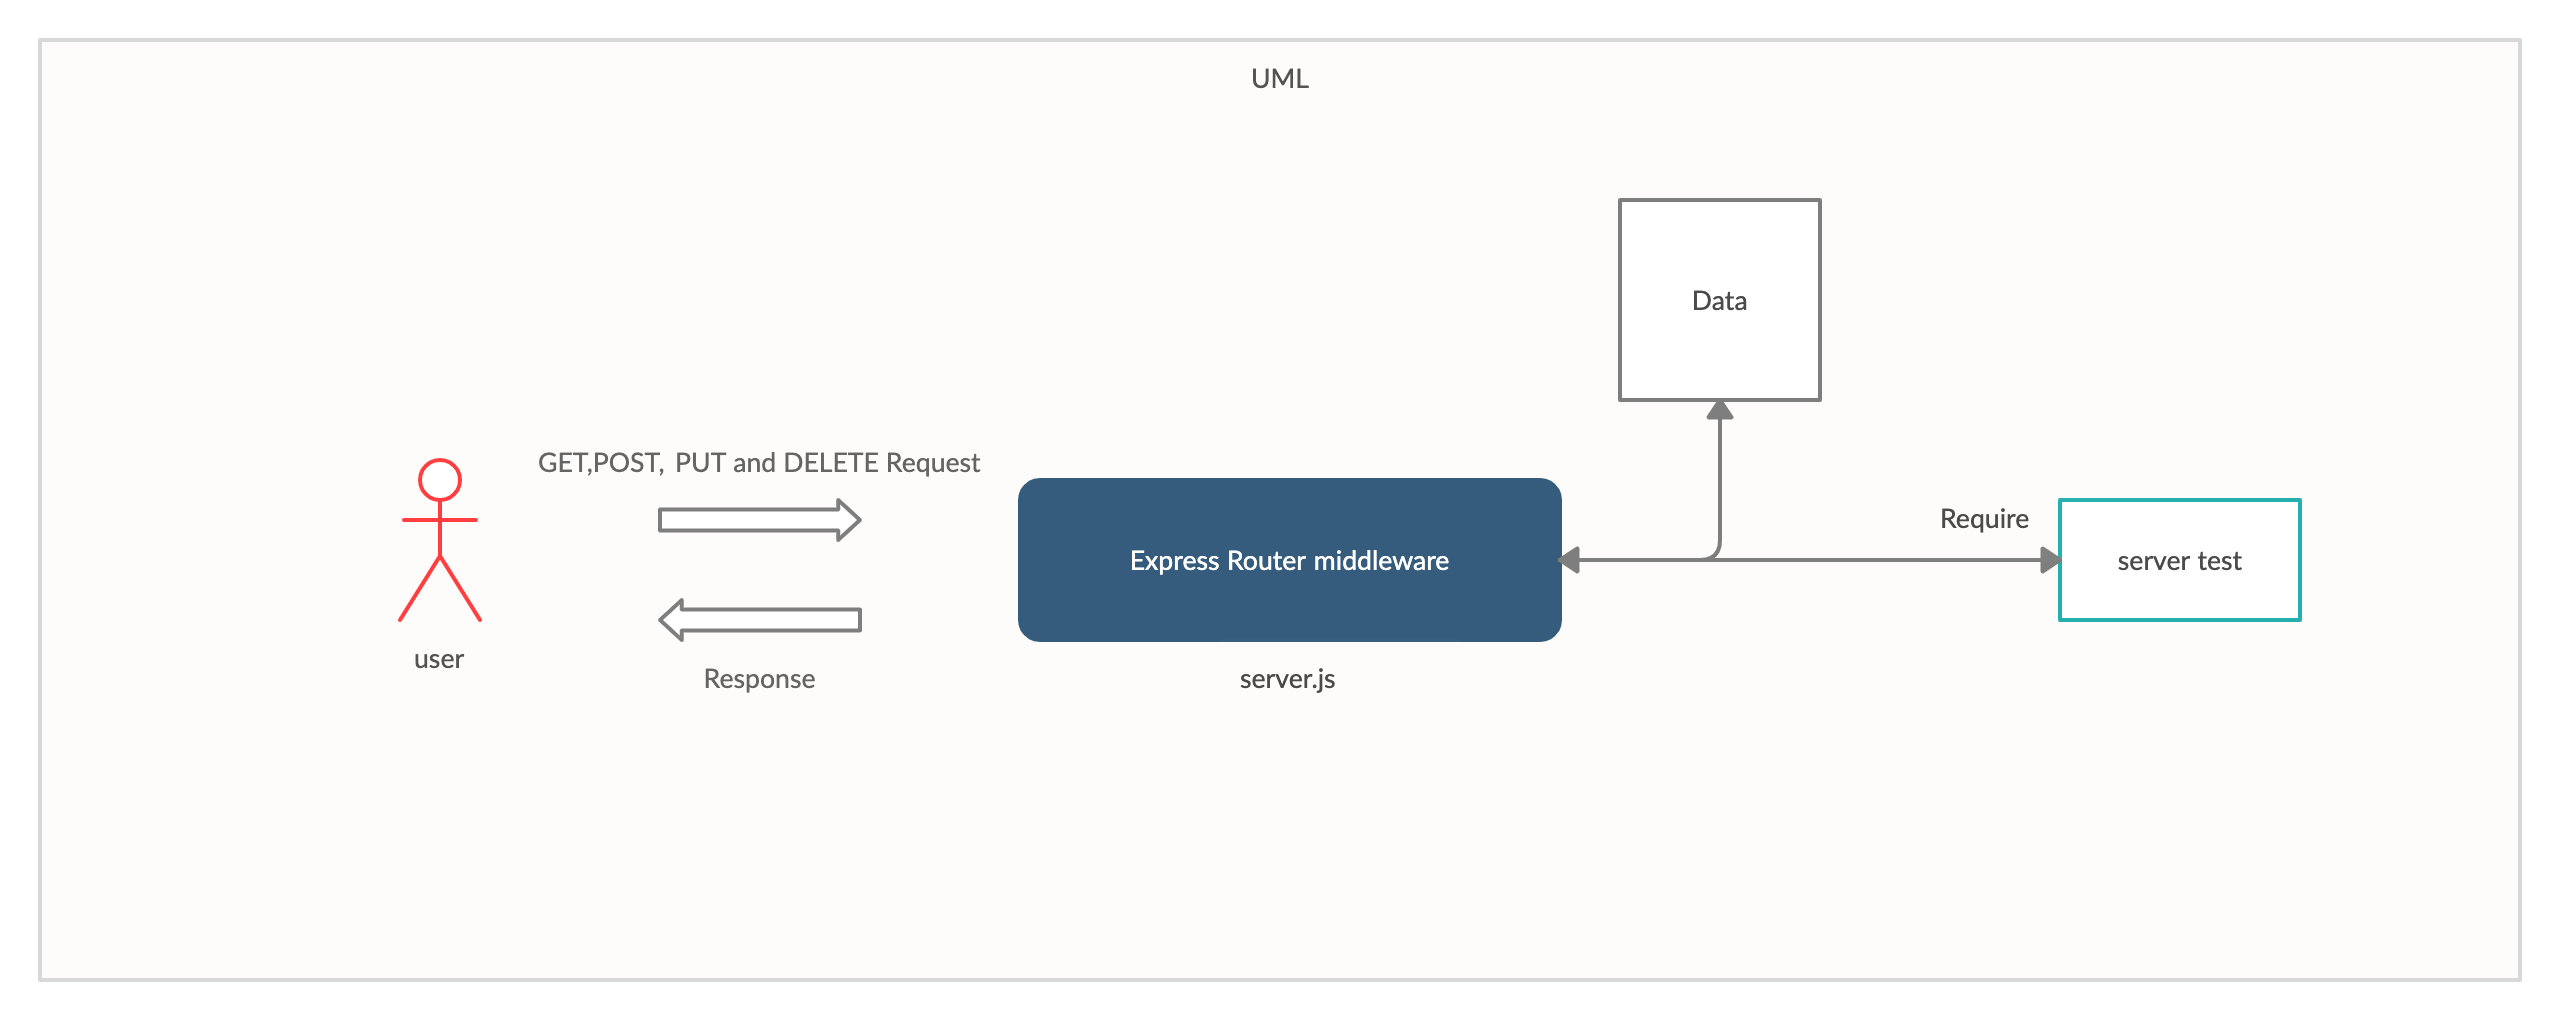 UML
Data
GET,POST, PUT and DELETE Request
Require
Express Router middleware
server test
user
Response
server.js